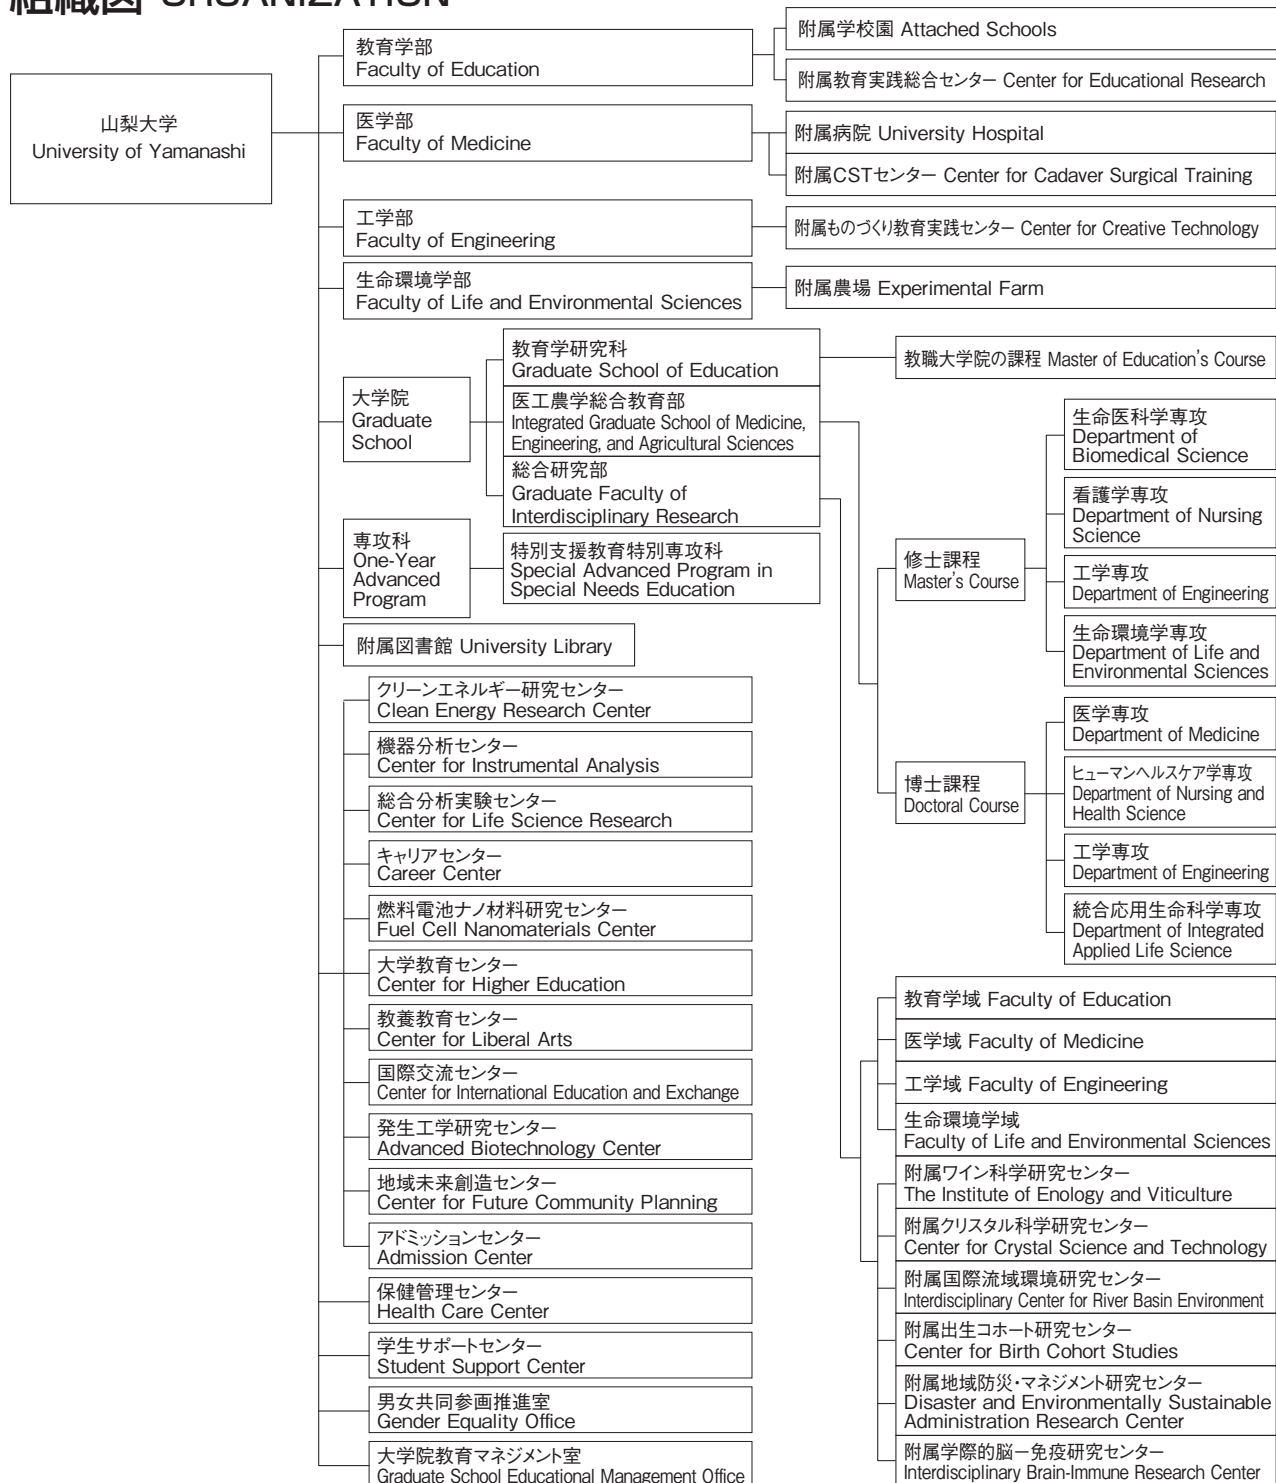 組織図 ORGANIZATION
山梨大学
University of Yamanashi
教育学部
Faculty of Education
附属学校園 Attached Schools
附属教育実践総合センター Center for Educational Research
医学部
Faculty of Medicine
附属病院 University Hospital
附属CSTセンター Center for Cadaver Surgical Training
工学部
Faculty of Engineering
附属ものづくり教育実践センター Center for Creative Technology
生命環境学部
Faculty of Life and Environmental Sciences
附属農場 Experimental Farm
大学院
Graduate
School
教育学研究科
Graduate School of Education
教職大学院の課程 Master of Education's Course
医工農学総合教育部
Integrated Graduate School of Medicine,
Engineering, and Agricultural Sciences
総合研究部
Graduate Faculty of
Interdisciplinary Research
修士課程
Master's Course
生命医科学専攻
Department of
Biomedical Science
看護学専攻
Department of Nursing
Science
工学専攻
Department of Engineering
生命環境学専攻
Department of Life and
Environmental Sciences
博士課程
Doctoral Course
医学専攻
Department of Medicine
ヒューマンヘルスケア学専攻
Department of Nursing and
Health Science
工学専攻
Department of Engineering
統合応用生命科学専攻
Department of Integrated
Applied Life Science
教育学域 Faculty of Education
医学域 Faculty of Medicine
工学域 Faculty of Engineering
生命環境学域
Faculty of Life and Environmental Sciences
附属ワイン科学研究センター
The Institute of Enology and Viticulture
附属クリスタル科学研究センター
Center for Crystal Science and Technology
附属国際流域環境研究センター
Interdisciplinary Center for River Basin Environment
附属出生コホート研究センター
Center for Birth Cohort Studies
附属地域防災・マネジメント研究センター
Disaster and Environmentally Sustainable
Administration Research Center
附属学際的脳ー免疫研究センター
Interdisciplinary Brain-Immune Research Center
専攻科
One-Year
Advanced
Program
特別支援教育特別専攻科
Special Advanced Program in
Special Needs Education
附属図書館 University Library
クリーンエネルギー研究センター
Clean Energy Research Center
機器分析センター
Center for Instrumental Analysis
総合分析実験センター
Center for Life Science Research
キャリアセンター
Career Center
燃料電池ナノ材料研究センター
Fuel Cell Nanomaterials Center
大学教育センター
Center for Higher Education
教養教育センター
Center for Liberal Arts
国際交流センター
Center for International Education and Exchange
発生工学研究センター
Advanced Biotechnology Center
地域未来創造センター
Center for Future Community Planning
アドミッションセンター
Admission Center
保健管理センター
Health Care Center
学生サポートセンター
Student Support Center
男女共同参画推進室
Gender Equality Office
大学院教育マネジメント室
Graduate School Educational Management Office